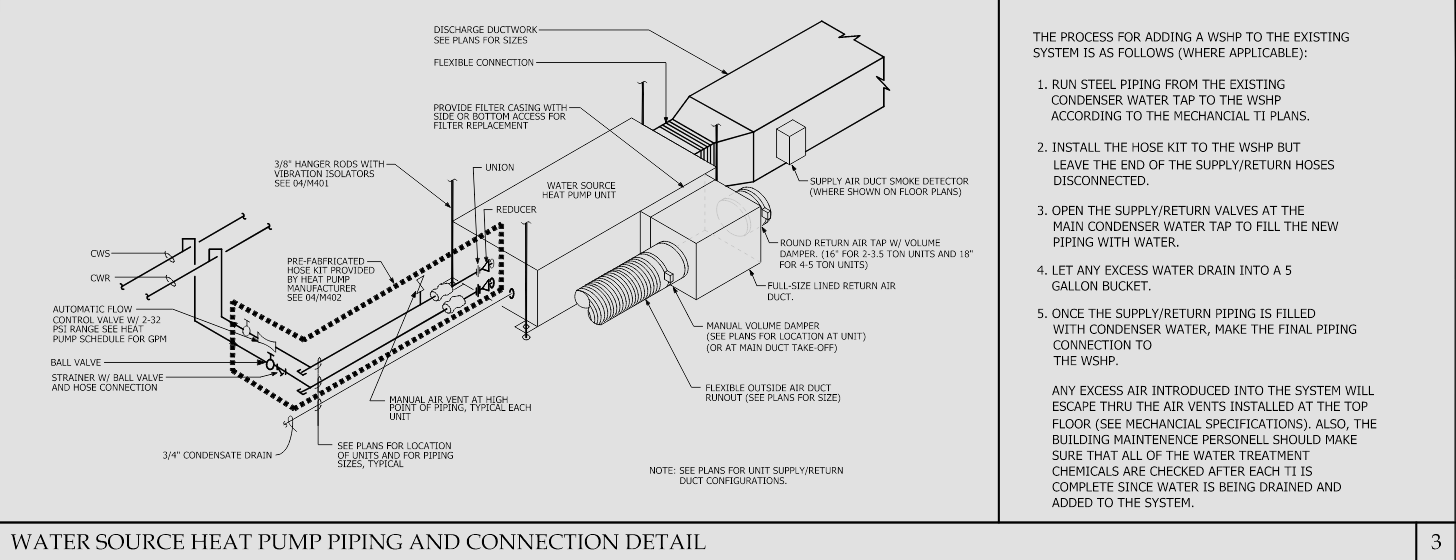 DISCHARGE DUCTWORK
SEE PLANS FOR SIZES
FLEXIBLE CONNECTION
PROVIDE FILTER CASING WITH
SIDE OR BOTTOM ACCESS FOR
FILTER REPLACEMENT
3/8" HANGER RODS WITH
VIBRATION ISOLATORS
SEE 04/M401
UNION
WATER SOURCE
HEAT PUMP UNIT
REDUCER
SUPPLY AIR DUCT SMOKE DETECTOR
(WHERE SHOWN ON FLOOR PLANS)
CWS
CWR
PRE-FABFRICATED
HOSE KIT PROVIDED
BY HEAT PUMP
MANUFACTURER
SEE 04/M402
ROUND RETURN AIR TAP W/ VOLUME
DAMPER. (16" FOR 2-3.5 TON UNITS AND 18"
FOR 4-5 TON UNITS)
FULL-SIZE LINED RETURN AIR
DUCT.
AUTOMATIC FLOW
CONTROL VALVE W/ 2-32
PSI RANGE SEE HEAT
PUMP SCHEDULE FOR GPM
BALL VALVE
STRAINER W/ BALL VALVE
AND HOSE CONNECTION
MANUAL VOLUME DAMPER
(SEE PLANS FOR LOCATION AT UNIT)
(OR AT MAIN DUCT TAKE-OFF)
FLEXIBLE OUTSIDE AIR DUCT
RUNOUT (SEE PLANS FOR SIZE)
MANUAL AIR VENT AT HIGH
POINT OF PIPING, TYPICAL EACH
UNIT
3/4" CONDENSATE DRAIN
SEE PLANS FOR LOCATION
OF UNITS AND FOR PIPING
SIZES, TYPICAL
NOTE: SEE PLANS FOR UNIT SUPPLY/RETURN
DUCT CONFIGURATIONS.
THE PROCESS FOR ADDING A WSHP TO THE EXISTING
SYSTEM IS AS FOLLOWS (WHERE APPLICABLE):
1. RUN STEEL PIPING FROM THE EXISTING
CONDENSER WATER TAP TO THE WSHP
ACCORDING TO THE MECHANCIAL TI PLANS.
2. INSTALL THE HOSE KIT TO THE WSHP BUT
LEAVE THE END OF THE SUPPLY/RETURN HOSES
DISCONNECTED.
3. OPEN THE SUPPLY/RETURN VALVES AT THE
MAIN CONDENSER WATER TAP TO FILL THE NEW
PIPING WITH WATER.
4. LET ANY EXCESS WATER DRAIN INTO A 5
GALLON BUCKET.
5. ONCE THE SUPPLY/RETURN PIPING IS FILLED
WITH CONDENSER WATER, MAKE THE FINAL PIPING
CONNECTION TO
THE WSHP.
ANY EXCESS AIR INTRODUCED INTO THE SYSTEM WILL
ESCAPE THRU THE AIR VENTS INSTALLED AT THE TOP
FLOOR (SEE MECHANCIAL SPECIFICATIONS). ALSO, THE
BUILDING MAINTENENCE PERSONELL SHOULD MAKE
SURE THAT ALL OF THE WATER TREATMENT
CHEMICALS ARE CHECKED AFTER EACH TI IS
COMPLETE SINCE WATER IS BEING DRAINED AND
ADDED TO THE SYSTEM.
WATER SOURCE HEAT PUMP PIPING AND CONNECTION DETAIL
3